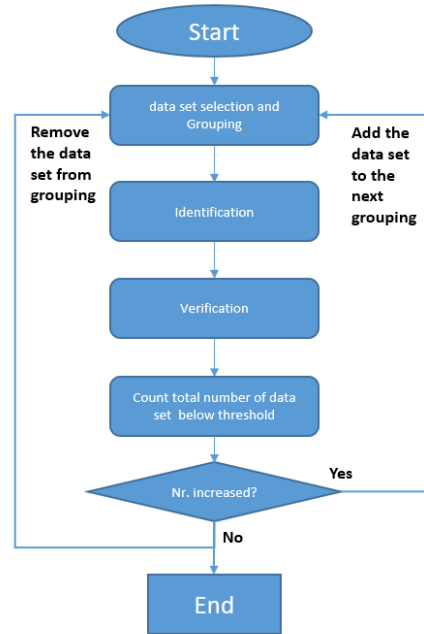 Start
data set selection and
Grouping
Remove
the data
set from
grouping
Add the
data set
to the
next
grouping
Identification
Verification
Count total number of data
set below threshold
Nr. increased?
Yes
No
End